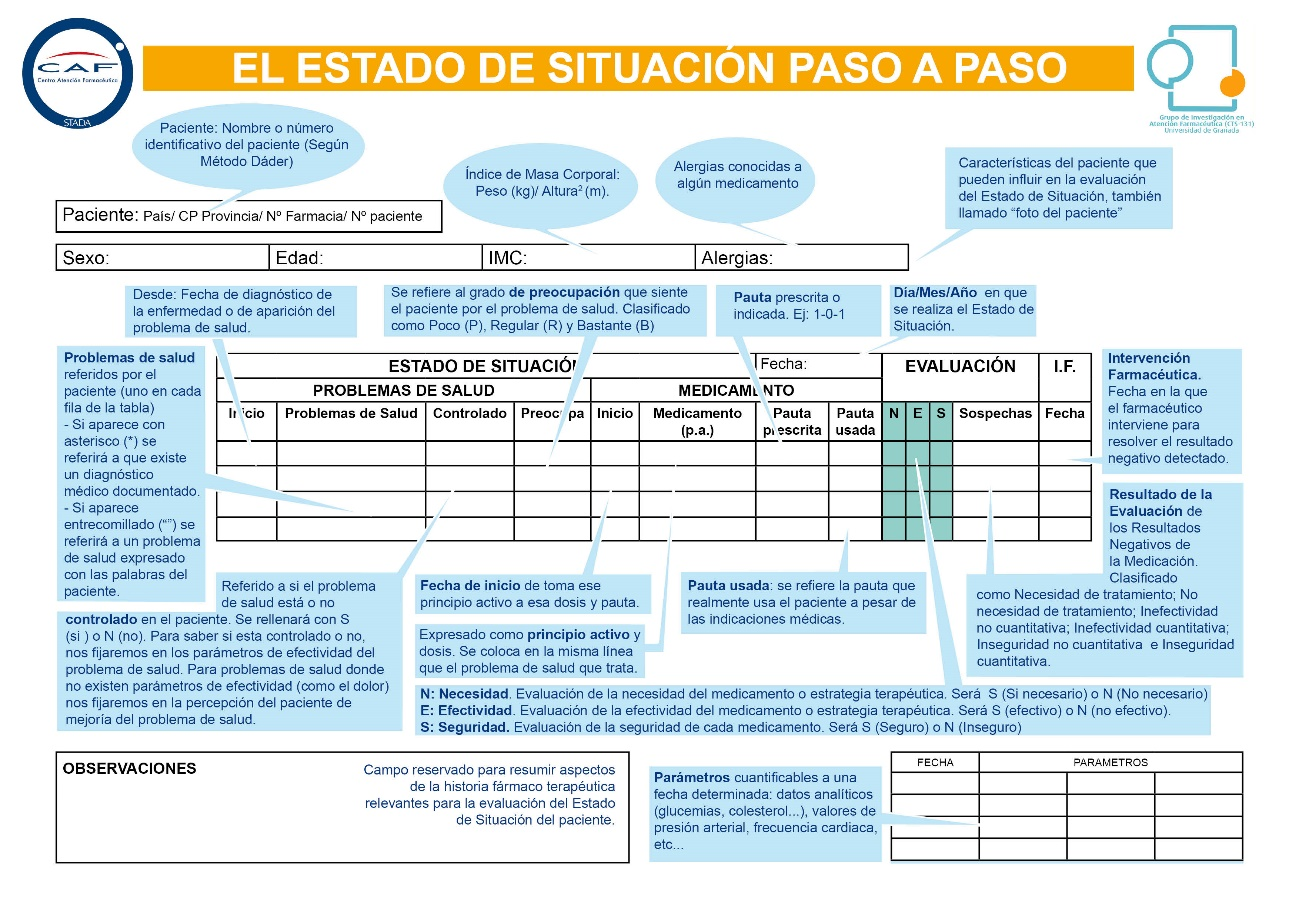 EL ESTADO DE SITUACIÓN PASO A PASO
CAF
Centro Atención Farmacéutica
STADA
Grupo de Investigación en
Atención Farmacéutica (CTS-131)
Universidad de Granada
Paciente: Nombre o número
identificativo del paciente (Según
Método Dáder)
Índice de Masa Corporal:
Peso (kg)/ Altura² (m).
Alergias conocidas a
algún medicamento
Características del paciente que
pueden influir en la evaluación
del Estado de Situación, también
llamado “foto del paciente”
Paciente: País/ CP Provincia/ Nº Farmacia/ Nº paciente
Sexo: Edad: IMC: Alergias:
Desde: Fecha de diagnóstico de
la enfermedad o de aparición del
problema de salud.
Se refiere al grado de preocupación que siente
el paciente por el problema de salud. Clasificado
como Poco (P), Regular (R) y Bastante (B)
Pauta prescrita o
indicada. Ej: 1-0-1
Día/Mes/Año en que
se realiza el Estado de
Situación.
Problemas de salud
referidos por el
paciente (uno en cada
fila de la tabla)
- Si aparece con
asterisco (*) se
referirá a que existe
un diagnóstico
médico documentado.
- Si aparece
entrecomillado (“”) se
referirá a un problema
de salud expresado
con las palabras del
paciente.
ESTADO DE SITUACIÓN Fecha: EVALUACIÓN I.F.
PROBLEMAS DE SALUD MEDICAMENTO
Inicio Problemas de Salud Controlado Preocupa Inicio Medicamento Pauta Pauta N E S Sospechas Fecha
(p.a.) prescrita usada
Intervención
Farmacéutica.
Fecha en la que
el farmacéutico
interviene para
resolver el resultado
negativo detectado.
Resultado de la
Evaluación de
los Resultados
Negativos de
la Medicación.
Clasificado
como Necesidad de tratamiento; No
necesidad de tratamiento; Inefectividad
no cuantitativa; Inefectividad cuantitativa;
Inseguridad no cuantitativa e Inseguridad
cuantitativa.
Referido a si el problema
de salud está o no
controlado en el paciente. Se rellenará con S
(si ) o N (no). Para saber si esta controlado o no,
nos fijaremos en los parámetros de efectividad del
problema de salud. Para problemas de salud donde
no existen parámetros de efectividad (como el dolor)
nos fijaremos en la percepción del paciente de
mejoría del problema de salud.
Fecha de inicio de toma ese
principio activo a esa dosis y pauta.
Expresado como principio activo y
dosis. Se coloca en la misma línea
que el problema de salud que trata.
Pauta usada: se refiere la pauta que
realmente usa el paciente a pesar de
las indicaciones médicas.
N: Necesidad. Evaluación de la necesidad del medicamento o estrategia terapéutica. Será S (Si necesario) o N (No necesario)
E: Efectividad. Evaluación de la efectividad del medicamento o estrategia terapéutica. Será S (efectivo) o N (no efectivo).
S: Seguridad. Evaluación de la seguridad de cada medicamento. Será S (Seguro) o N (Inseguro)
OBSERVACIONES
Campo reservado para resumir aspectos
de la historia fármaco terapéutica
relevantes para la evaluación del Estado
de Situación del paciente.
Parámetros cuantificables a una
fecha determinada: datos analíticos
(glucemias, colesterol...), valores de
presión arterial, frecuencia cardiaca,
etc...
FECHA PARAMETROS